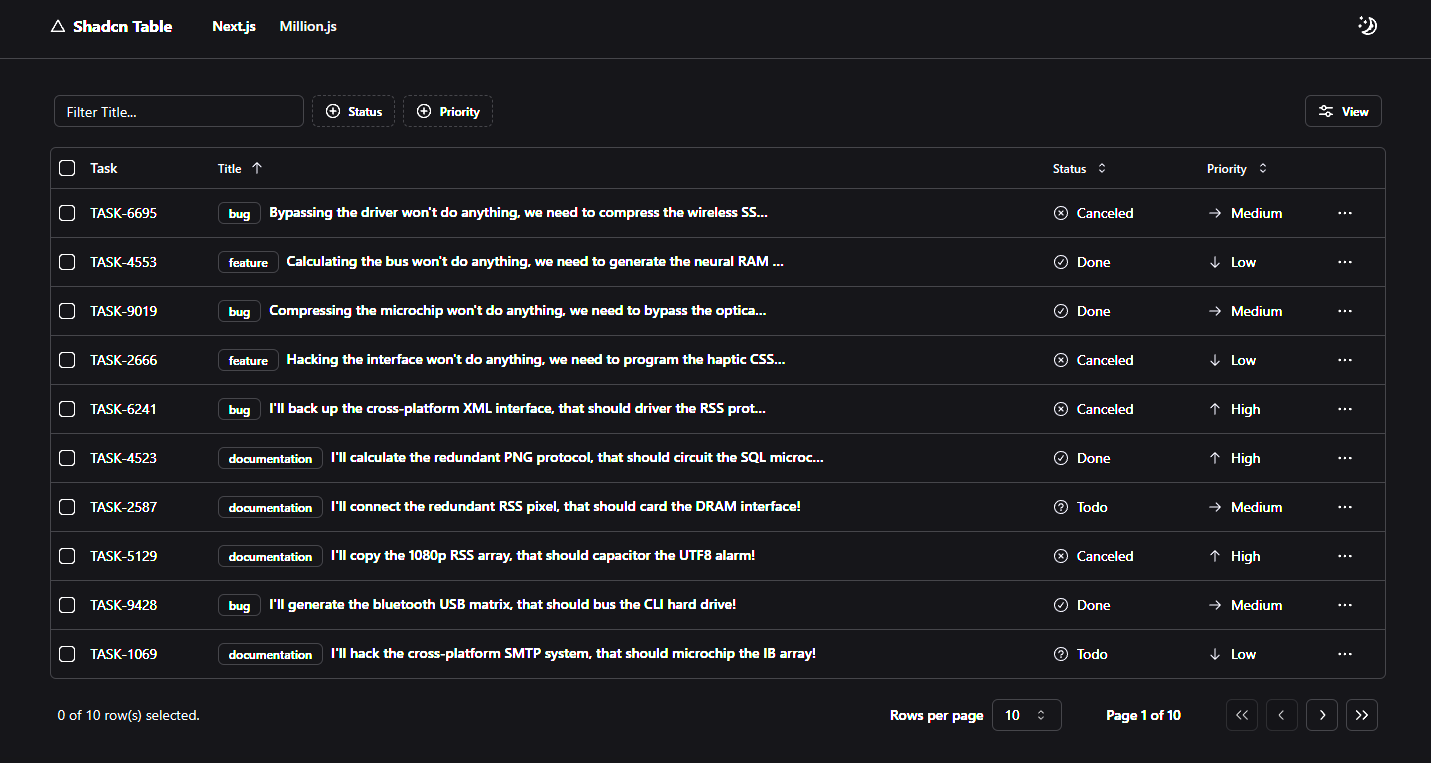 Shadcn Table Next.js Million.js
Filter Title... Status Priority View
Task Title Status Priority
TASK-6695 bug Bypassing the driver won't do anything, we need to compress the wireless SS... Canceled Medium
TASK-4553 feature Calculating the bus won't do anything, we need to generate the neural RAM ... Done Low
TASK-9019 bug Compressing the microchip won't do anything, we need to bypass the optica... Done Medium
TASK-2666 feature Hacking the interface won't do anything, we need to program the haptic CSS... Canceled Low
TASK-6241 bug I'll back up the cross-platform XML interface, that should driver the RSS prot... Canceled High
TASK-4523 documentation I'll calculate the redundant PNG protocol, that should circuit the SQL microc... Done High
TASK-2587 documentation I'll connect the redundant RSS pixel, that should card the DRAM interface! Todo Medium
TASK-5129 documentation I'll copy the 1080p RSS array, that should capacitor the UTF8 alarm! Canceled High
TASK-9428 bug I'll generate the bluetooth USB matrix, that should bus the CLI hard drive! Done Medium
TASK-1069 documentation I'll hack the cross-platform SMTP system, that should microchip the IB array! Todo Low
0 of 10 row(s) selected. Rows per page 10 Page 1 of 10